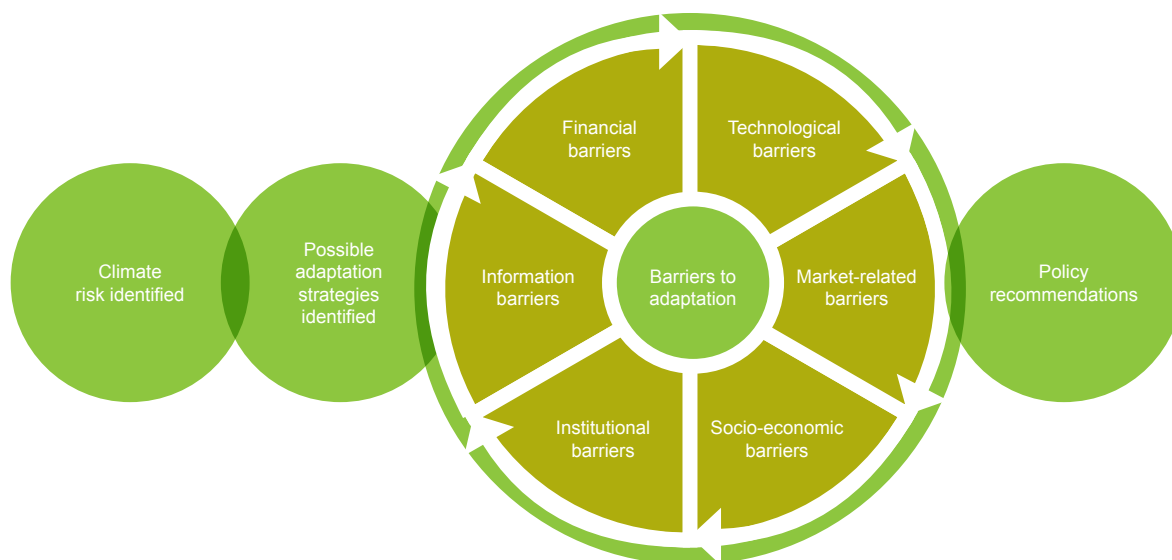 Climate
risk identified
Possible
adaptation
strategies
identified
Financial
barriers
Technological
barriers
Information
barriers
Barriers to
adaptation
Market-related
barriers
Institutional
barriers
Socio-economic
barriers
Policy
recommendations